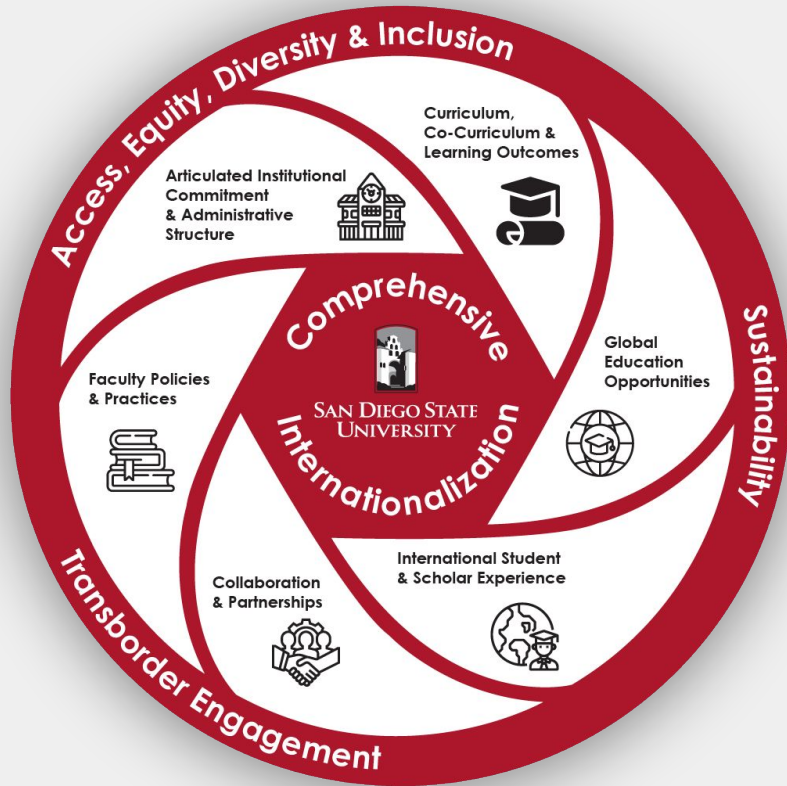 Access, Equity, Diversity & Inclusion
Curriculum,
Co-Curriculum &
Learning Outcomes
Articulated Institutional
Commitment
& Administrative
Structure
Comprehensive
SAN DIEGO STATE
UNIVERSITY
Internationalization
Global
Education
Opportunities
Sustainability
Faculty Policies
& Practices
International Student
& Scholar Experience
Collaboration
& Partnerships
Transborder Engagement